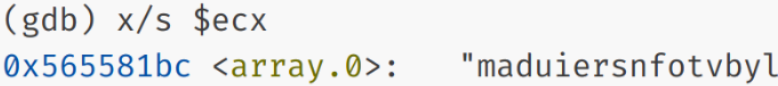 (gdb) x/s $ecx
0x565581bc <array.0>: "maduiersnfotvbyl